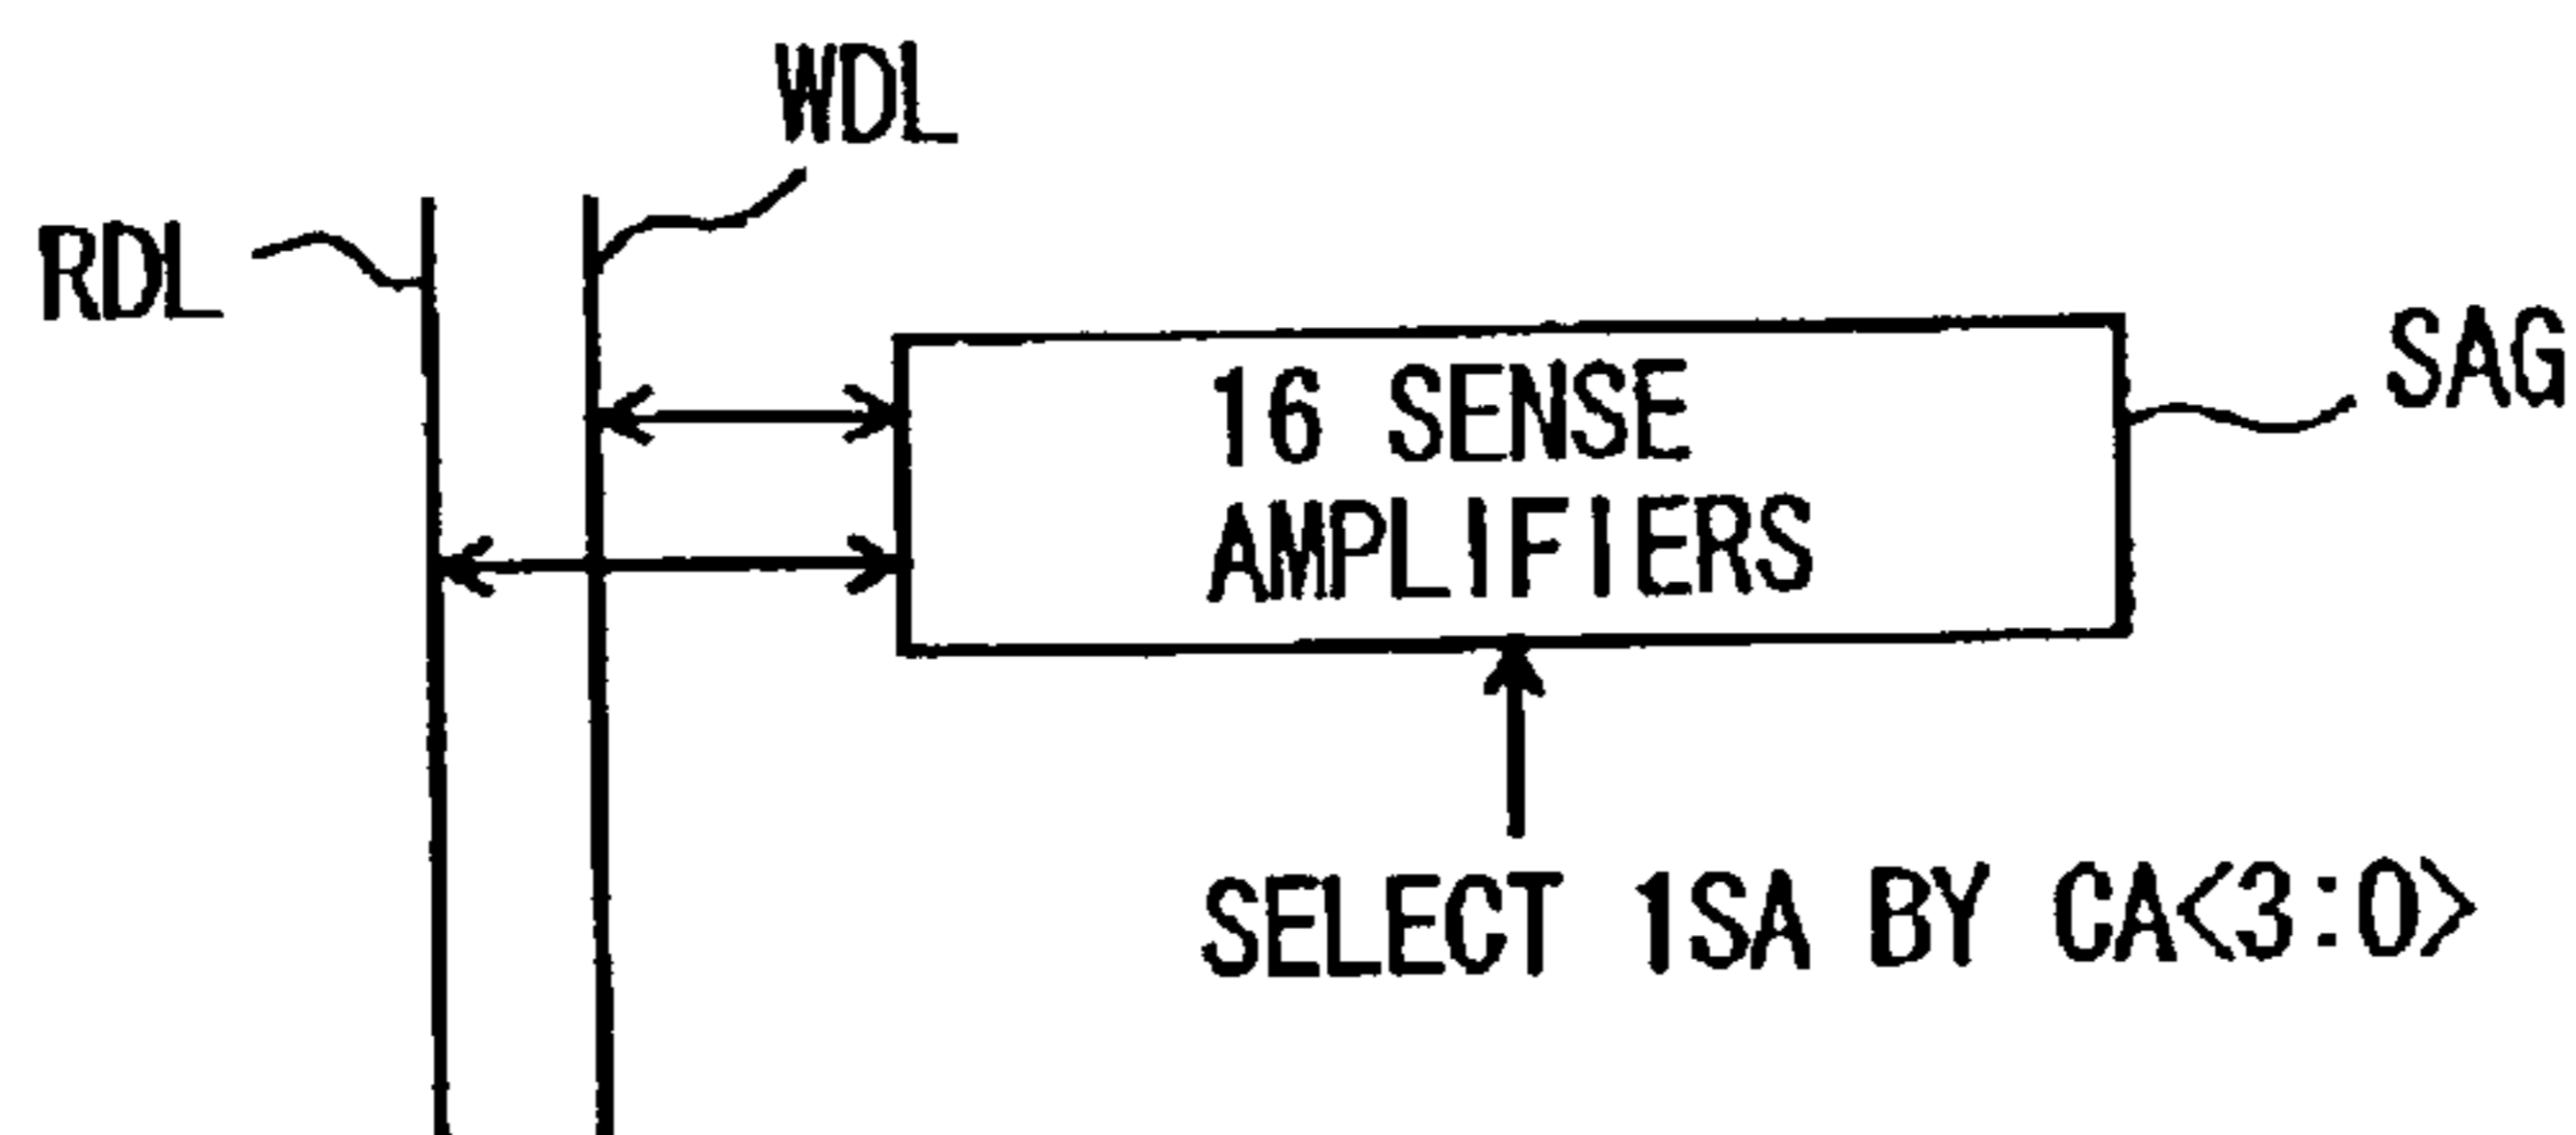 WDL
RDL
SAG
16 SENSE
AMPLIFIERS
SELECT 1SA BY CA<3:0>